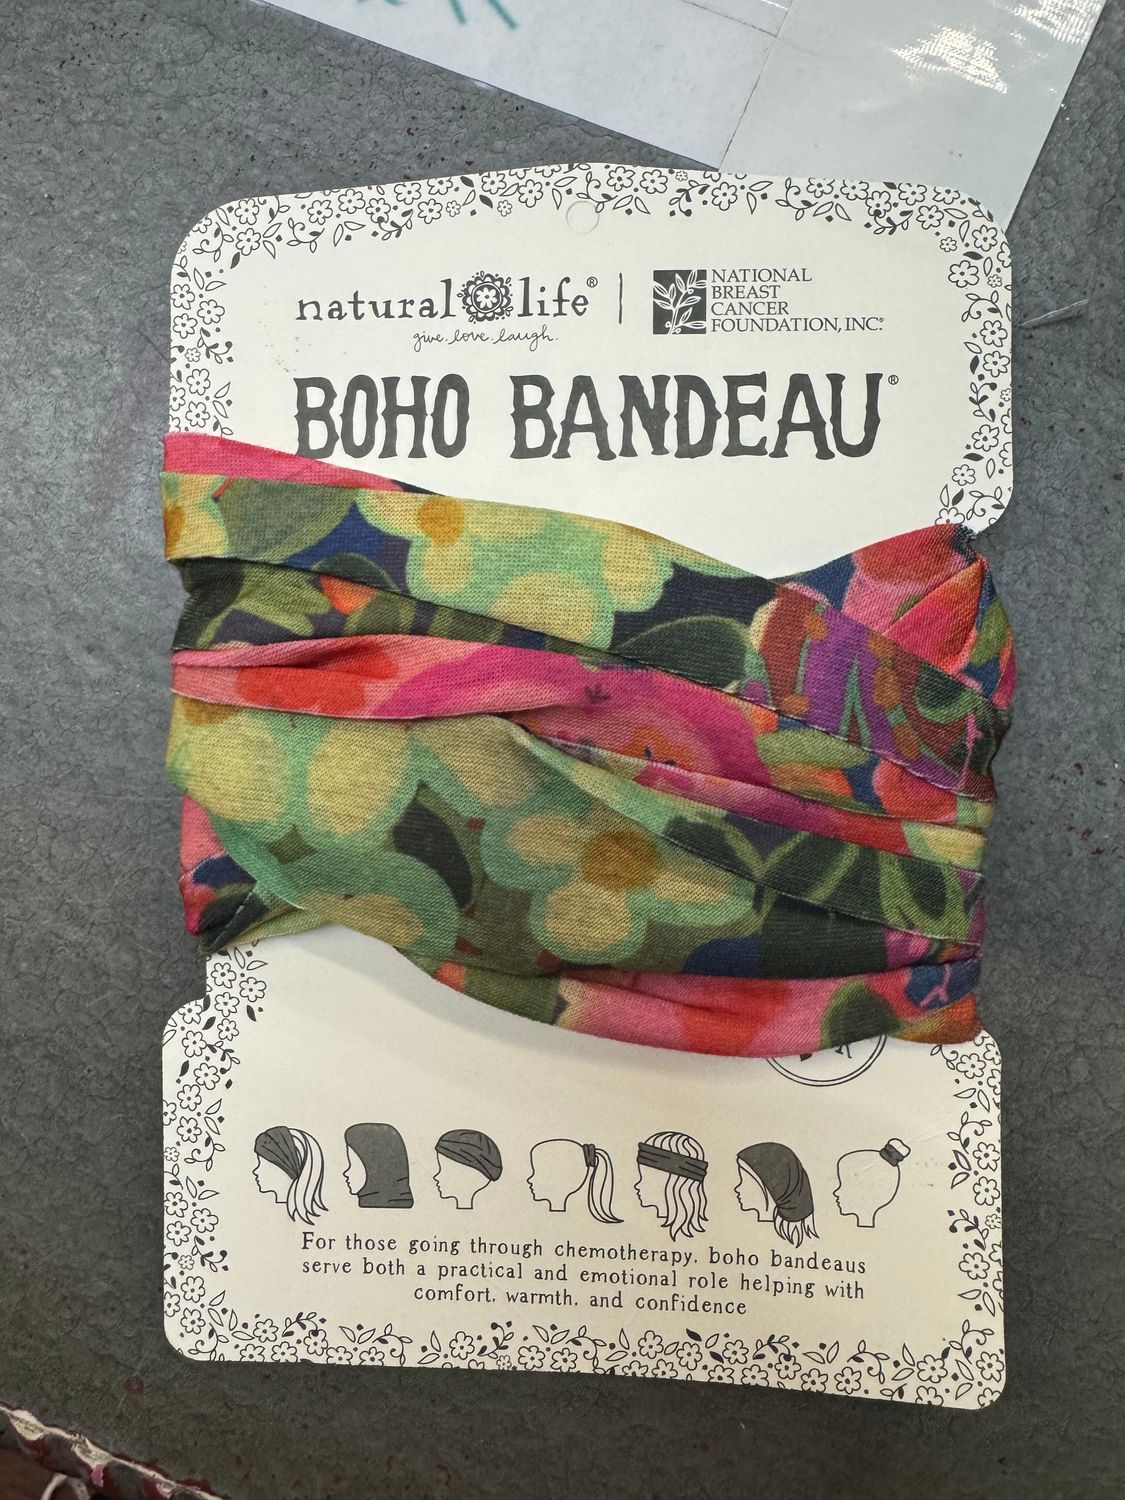 natural life®
give. love. laugh.
NATIONAL
BREAST
CANCER
FOUNDATION, INC.®
BOHO BANDEAU®
For those going through chemotherapy, boho bandeaus
serve both a practical and emotional role helping with
comfort, warmth, and confidence